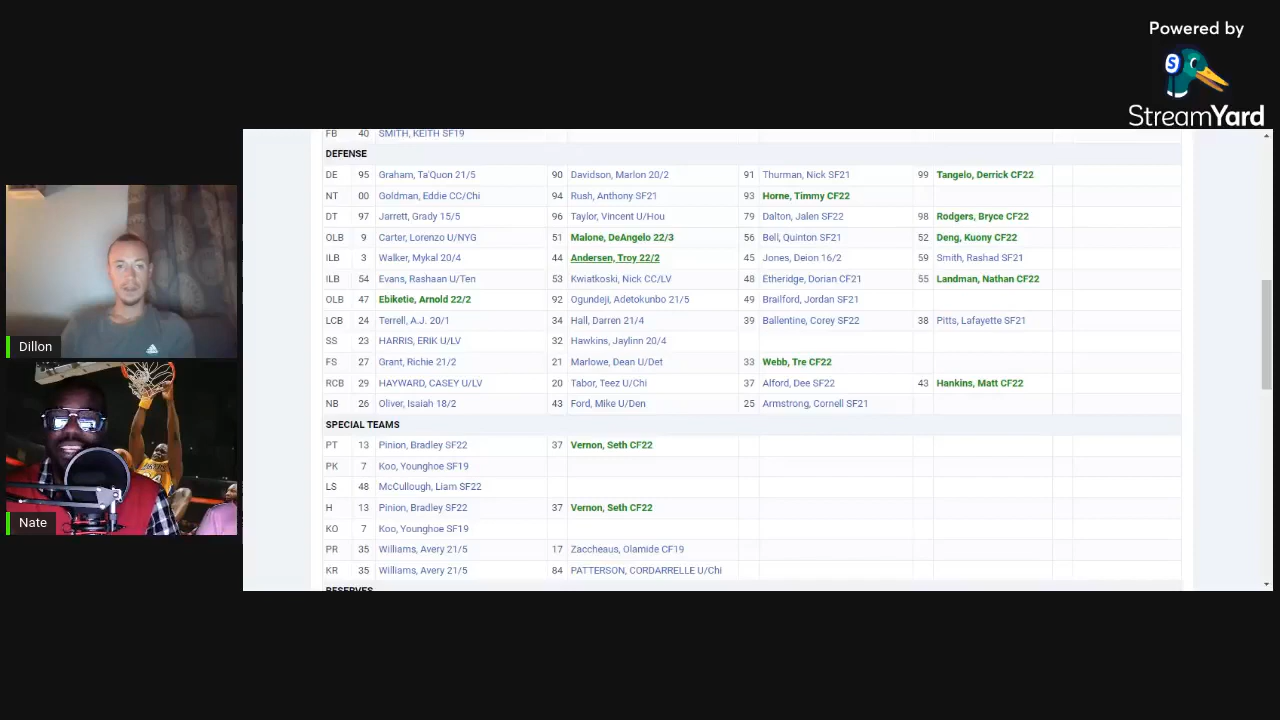 Powered by
S
StreamYard
FB 40 SMITH, KEITH SF19
DEFENSE
DE 95 Graham, Ta'Quon 21/5 90 Davidson, Marlon 20/2 91 Thurman, Nick SF21 99 Tangelo, Derrick CF22
NT 00 Goldman, Eddie CC/Chi 94 Rush, Anthony SF21 93 Horne, Timmy CF22
DT 97 Jarrett, Grady 15/5 96 Taylor, Vincent U/Hou 79 Dalton, Jalen SF22 98 Rodgers, Bryce CF22
OLB 9 Carter, Lorenzo U/NYG 51 Malone, DeAngelo 22/3 56 Bell, Quinton SF21 52 Deng, Kuony CF22
ILB 3 Walker, Mykal 20/4 44 Andersen, Troy 22/2 45 Jones, Deion 16/2 59 Smith, Rashad SF21
ILB 54 Evans, Rashaan U/Ten 53 Kwiatkoski, Nick CC/LV 48 Etheridge, Dorian CF21 55 Landman, Nathan CF22
OLB 47 Ebiketie, Arnold 22/2 92 Ogundeji, Adetokunbo 21/5 49 Brailford, Jordan SF21
LCB 24 Terrell, A.J. 20/1 34 Hall, Darren 21/4 39 Ballentine, Corey SF22 38 Pitts, Lafayette SF21
SS 23 HARRIS, ERIK U/LV 32 Hawkins, Jaylinn 20/4
FS 27 Grant, Richie 21/2 21 Marlowe, Dean U/Det 33 Webb, Tre CF22
RCB 29 HAYWARD, CASEY U/LV 20 Tabor, Teez U/Chi 37 Alford, Dee SF22 43 Hankins, Matt CF22
NB 26 Oliver, Isaiah 18/2 43 Ford, Mike U/Den 25 Armstrong, Cornell SF21
SPECIAL TEAMS
PT 13 Pinion, Bradley SF22 37 Vernon, Seth CF22
PK 7 Koo, Younghoe SF19
LS 48 McCullough, Liam SF22
H 13 Pinion, Bradley SF22 37 Vernon, Seth CF22
KO 7 Koo, Younghoe SF19
PR 35 Williams, Avery 21/5 17 Zaccheaus, Olamide CF19
KR 35 Williams, Avery 21/5 84 PATTERSON, CORDARRELLE U/Chi
RESERVES
Dillon
Nate